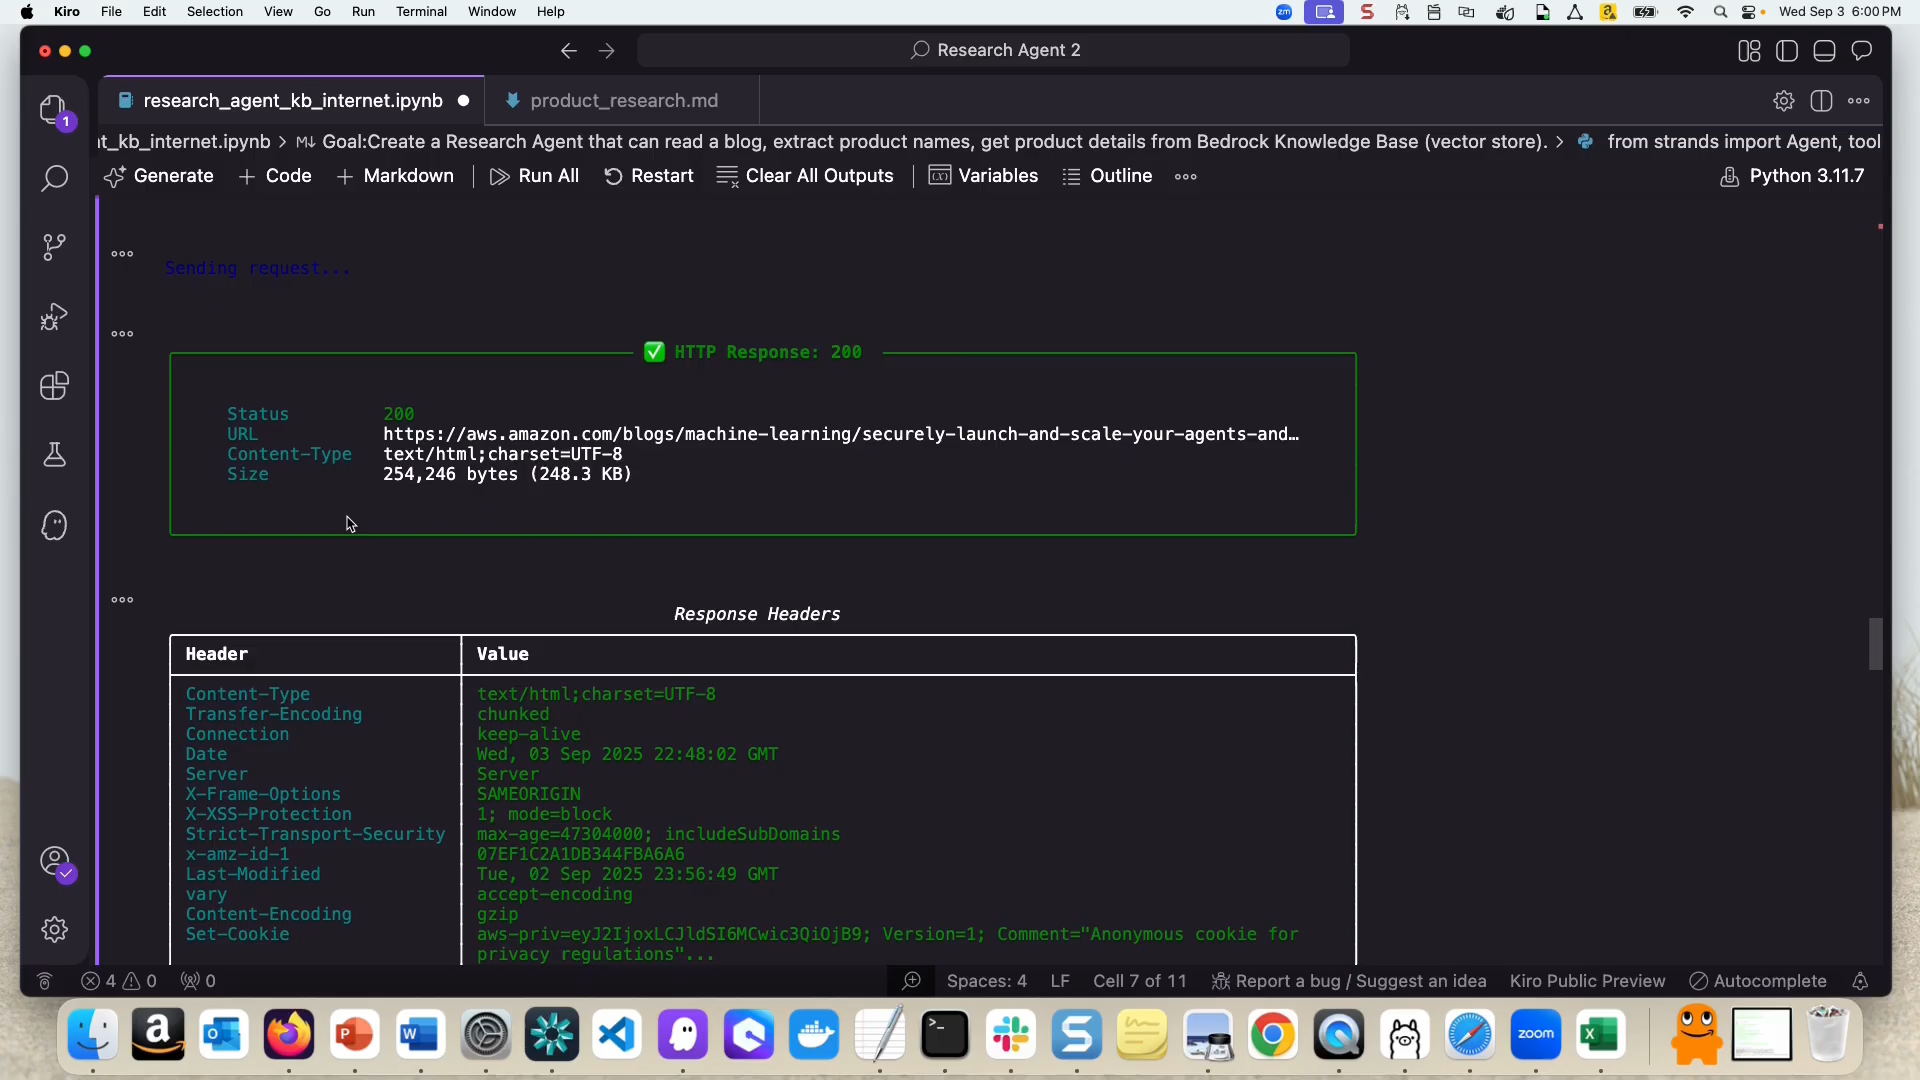 Kiro File Edit Selection View Go Run Terminal Window Help zm Wed Sep 3 6:00 PM
Research Agent 2
research_agent_kb_internet.ipynb product_research.md
1
nt_kb_internet.ipynb > M↓ Goal:Create a Research Agent that can read a blog, extract product names, get product details from Bedrock Knowledge Base (vector store). > from strands import Agent, tool
Generate + Code + Markdown Run All Restart Clear All Outputs Variables Outline Python 3.11.7
Sending request...
HTTP Response: 200
Status 200
URL https://aws.amazon.com/blogs/machine-learning/securely-launch-and-scale-your-agents-and…
Content-Type text/html;charset=UTF-8
Size 254,246 bytes (248.3 KB)
Response Headers
Header Value
Content-Type text/html;charset=UTF-8
Transfer-Encoding chunked
Connection keep-alive
Date Wed, 03 Sep 2025 22:48:02 GMT
Server Server
X-Frame-Options SAMEORIGIN
X-XSS-Protection 1; mode=block
Strict-Transport-Security max-age=47304000; includeSubDomains
x-amz-id-1 07EF1C2A1DB344FBA6A6
Last-Modified Tue, 02 Sep 2025 23:56:49 GMT
vary accept-encoding
Content-Encoding gzip
Set-Cookie aws-priv=eyJ2IjoxLCJldSI6MCwic3QiOjB9; Version=1; Comment="Anonymous cookie for
privacy regulations"...
4 0 0 Spaces: 4 LF Cell 7 of 11 Report a bug / Suggest an idea Kiro Public Preview Autocomplete
zoom